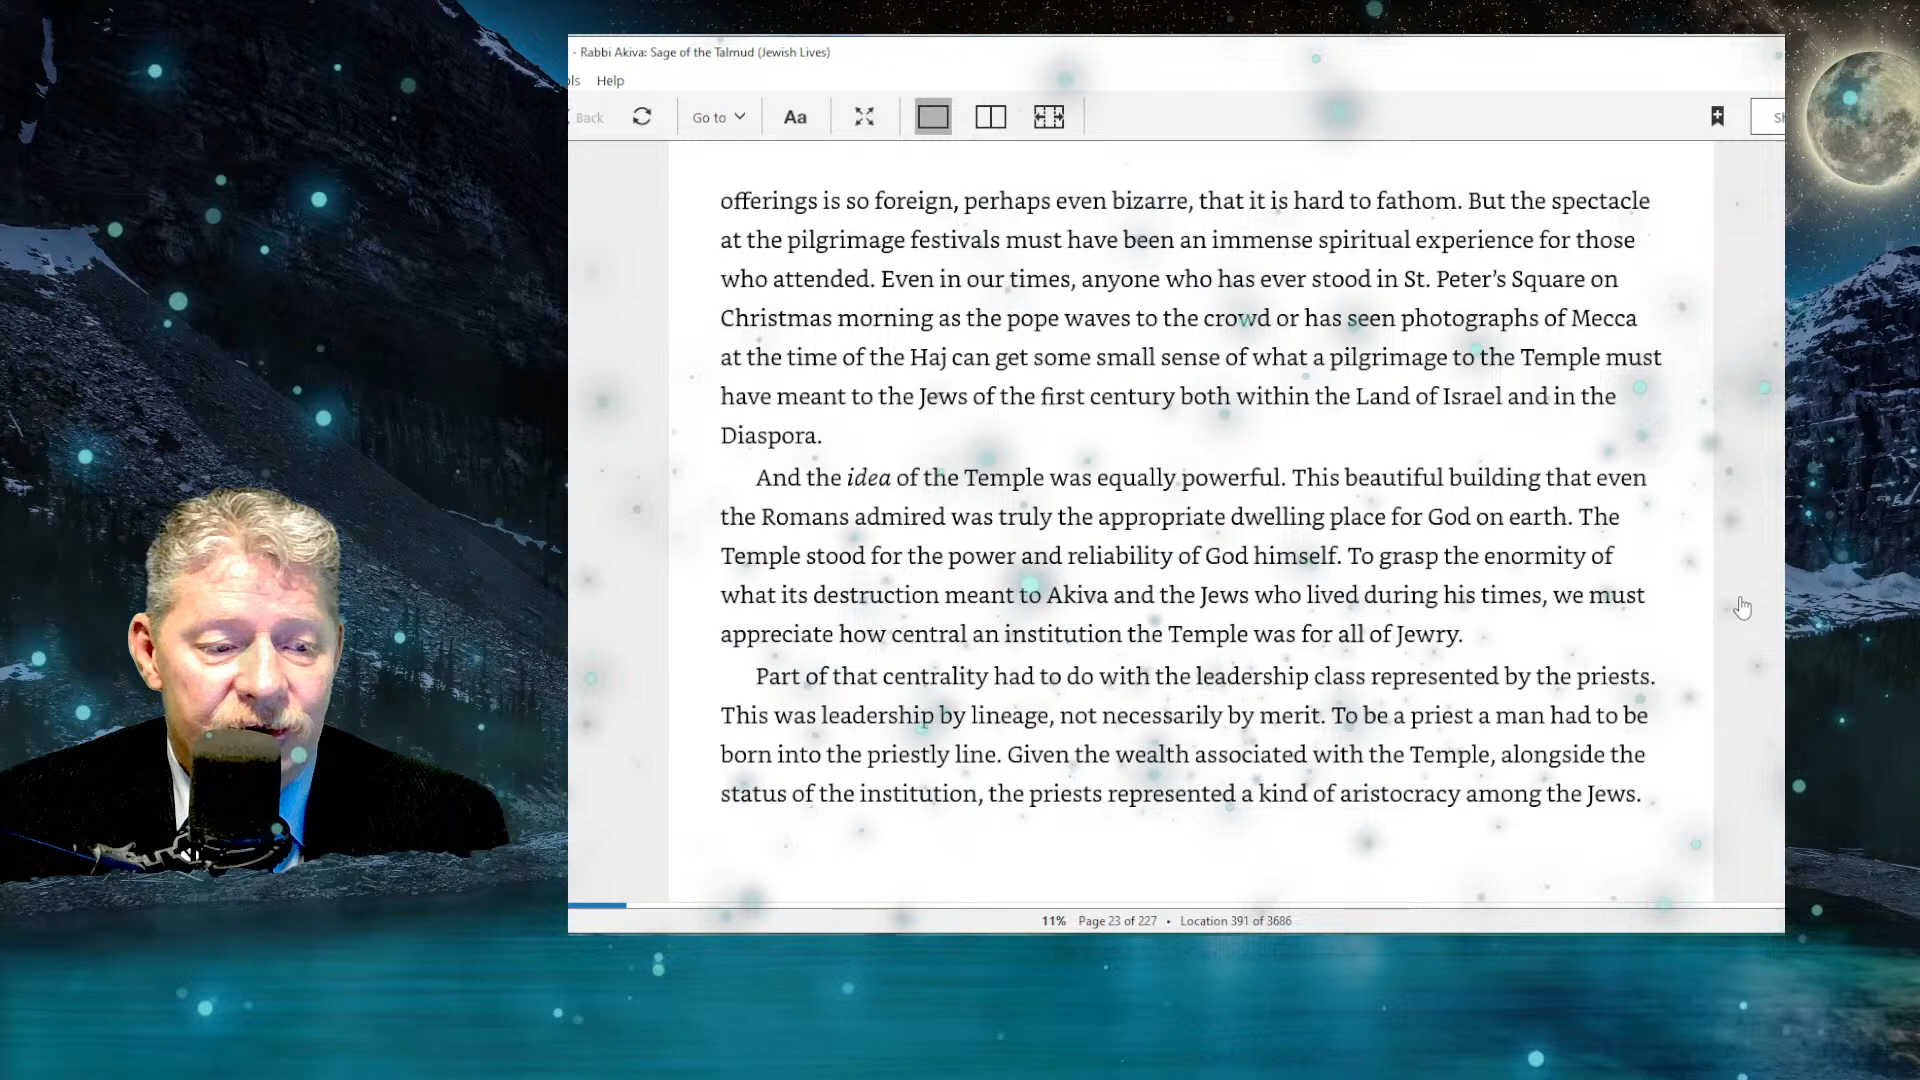 - Rabbi Akiva: Sage of the Talmud (Jewish Lives)
Help
Back
Go to
Aa
offerings is so foreign, perhaps even bizarre, that it is hard to fathom. But the spectacle
at the pilgrimage festivals must have been an immense spiritual experience for those
who attended. Even in our times, anyone who has ever stood in St. Peter’s Square on
Christmas morning as the pope waves to the crowd or has seen photographs of Mecca
at the time of the Haj can get some small sense of what a pilgrimage to the Temple must
have meant to the Jews of the first century both within the Land of Israel and in the
Diaspora.
And the idea of the Temple was equally powerful. This beautiful building that even
the Romans admired was truly the appropriate dwelling place for God on earth. The
Temple stood for the power and reliability of God himself. To grasp the enormity of
what its destruction meant to Akiva and the Jews who lived during his times, we must
appreciate how central an institution the Temple was for all of Jewry.
Part of that centrality had to do with the leadership class represented by the priests.
This was leadership by lineage, not necessarily by merit. To be a priest a man had to be
born into the priestly line. Given the wealth associated with the Temple, alongside the
status of the institution, the priests represented a kind of aristocracy among the Jews.
11% Page 23 of 227 • Location 391 of 3686